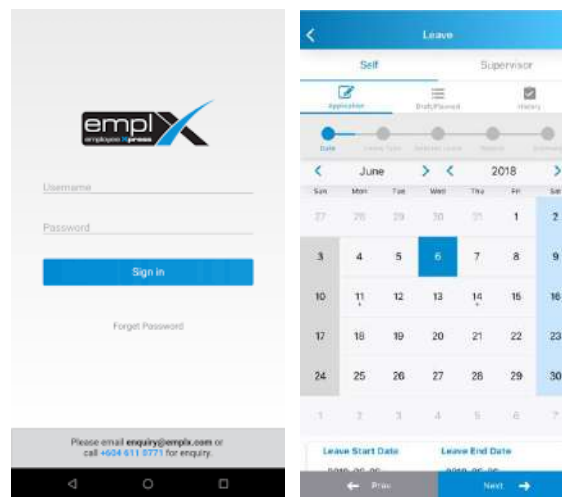 empl X
employee Xpress
Username
Password
Sign in
Forget Password
Please email enquiry@emplx.com or
call +604 611 0771 for enquiry.
Leave
Self Supervisor
Application Draft/Planned History
Date Leave Type
June 2018
Sun Mon Tue Wed Thu Fri Sat
27 28 29 30 31 1 2
3 4 5 6 7 8 9
10 11 12 13 14 15 16
17 18 19 20 21 22 23
24 25 26 27 28 29 30
1 2 3 4 5 6 7
Leave Start Date Leave End Date
Prev Next